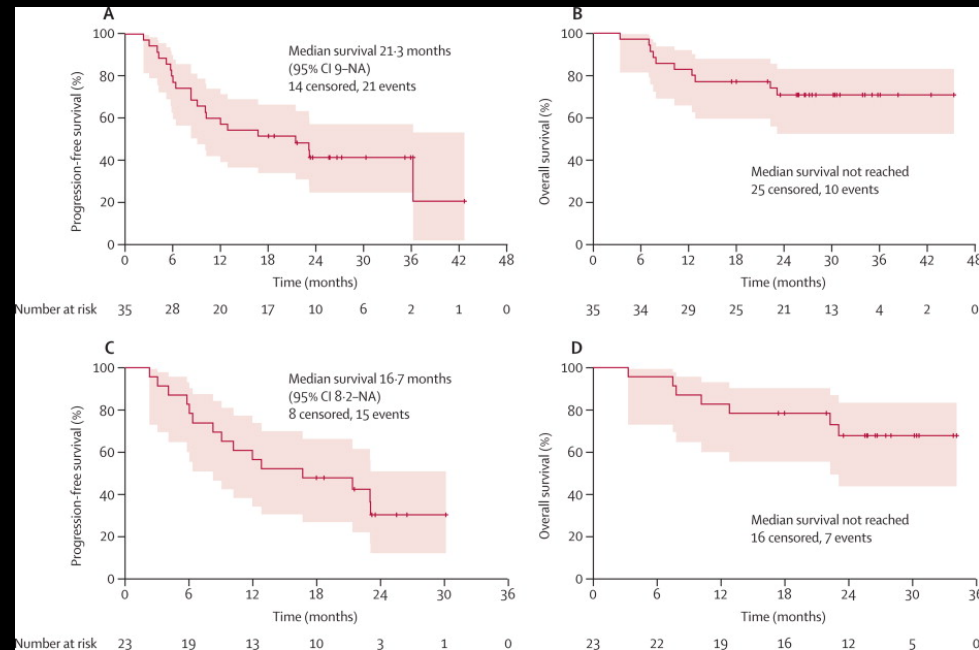 A
Progression-free survival (%)
100
80
60
40
20
0
Median survival 21·3 months
(95% CI 9–NA)
14 censored, 21 events
0 6 12 18 24 30 36 42 48
Time (months)
Number at risk 35 28 20 17 10 6 2 1 0
B
Overall survival (%)
100
80
60
40
20
0
Median survival not reached
25 censored, 10 events
0 6 12 18 24 30 36 42 48
Time (months)
35 34 29 25 21 13 4 2 0
C
Progression-free survival (%)
100
80
60
40
20
0
Median survival 16·7 months
(95% CI 8·2–NA)
8 censored, 15 events
0 6 12 18 24 30 36
Time (months)
Number at risk 23 19 13 10 3 1 0
D
Overall survival (%)
100
80
60
40
20
0
Median survival not reached
16 censored, 7 events
0 6 12 18 24 30 36
Time (months)
23 22 19 16 12 5 0